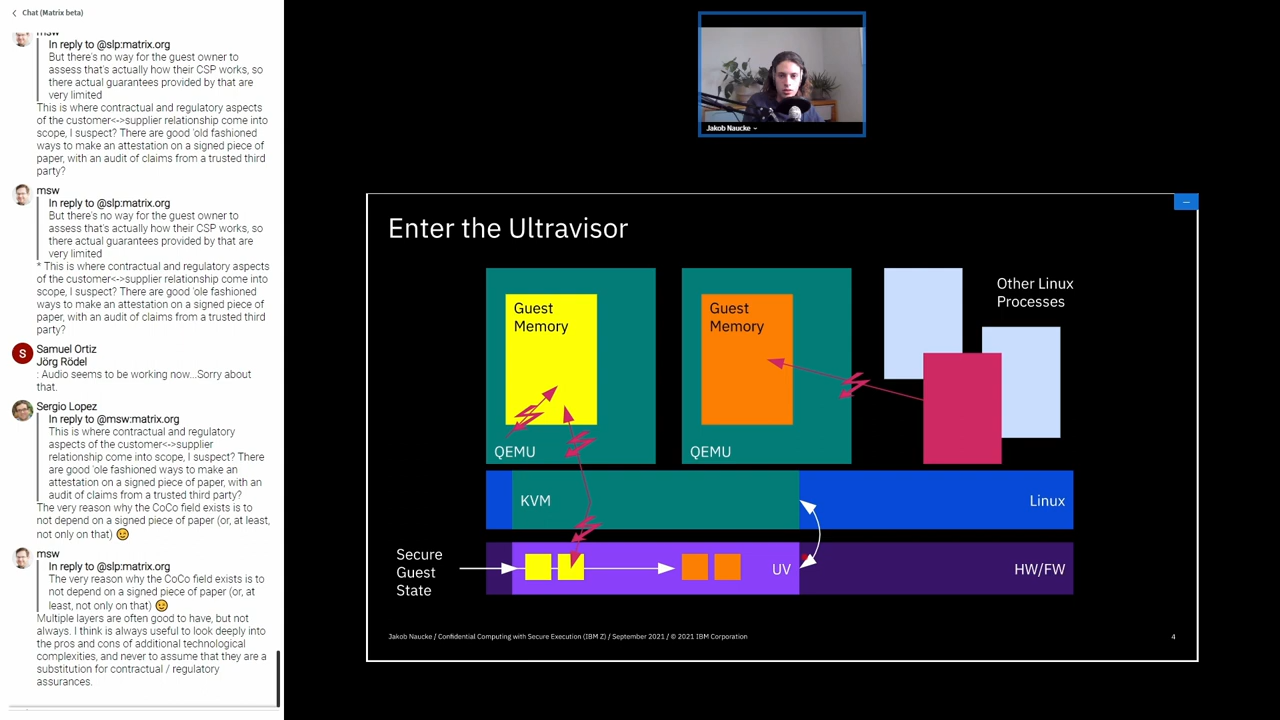 Chat (Matrix beta)
msw
In reply to @slp:matrix.org
But there's no way for the guest owner to
assess that's actually how their CSP works, so
there actual guarantees provided by that are
very limited
This is where contractual and regulatory aspects
of the customer<->supplier relationship come into
scope, I suspect? There are good 'old fashioned
ways to make an attestation on a signed piece of
paper, with an audit of claims from a trusted third
party?
msw
In reply to @slp:matrix.org
But there's no way for the guest owner to
assess that's actually how their CSP works, so
there actual guarantees provided by that are
very limited
* This is where contractual and regulatory aspects
of the customer<->supplier relationship come into
scope, I suspect? There are good 'ole fashioned
ways to make an attestation on a signed piece of
paper, with an audit of claims from a trusted third
party?
S
Samuel Ortiz
Jörg Rödel
: Audio seems to be working now...Sorry about
that.
Sergio Lopez
In reply to @msw:matrix.org
This is where contractual and regulatory
aspects of the customer<->supplier
relationship come into scope, I suspect? There
are good 'ole fashioned ways to make an
attestation on a signed piece of paper, with an
audit of claims from a trusted third party?
The very reason why the CoCo field exists is to
not depend on a signed piece of paper (or, at least,
not only on that) 😉
msw
In reply to @slp:matrix.org
The very reason why the CoCo field exists is to
not depend on a signed piece of paper (or, at
least, not only on that) 😉
Multiple layers are often good to have, but not
always. I think is always useful to look deeply into
the pros and cons of additional technological
complexities, and never to assume that they are a
substitution for contractual / regulatory
assurances.
Jakob Naucke
Enter the Ultravisor
Guest
Memory
QEMU
Guest
Memory
QEMU
Other Linux
Processes
KVM
Linux
Secure
Guest
State
UV
HW/FW
Jakob Naucke / Confidential Computing with Secure Execution (IBM Z) / September 2021 / © 2021 IBM Corporation
4